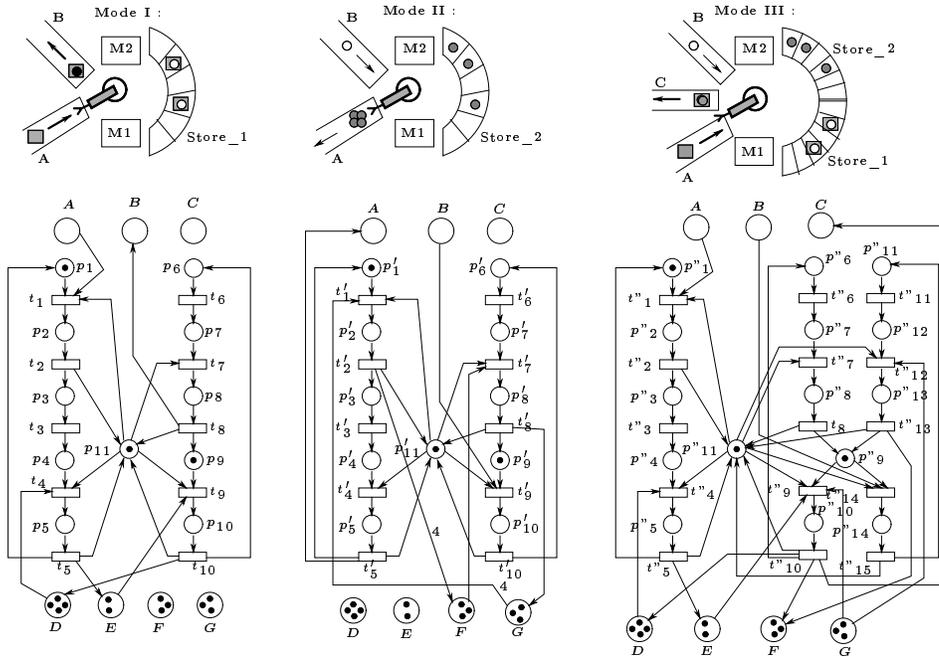 Mode I :
Mode II :
Mode III :
B
B
B
M2
M2
M2
Store_2
C
M1
M1
M1
Store_1
Store_2
Store_1
A
A
A
A B C
A B C
A B C
p1 p6
p'1 p'6
p"1 p"6 p"11
t1 t6
t'1 t'6
t"1 t"6 t"11
p2 p7
p'2 p'7
p"2 p"7 p"12
t2 t7
t'2 t'7
t"2 t"7 t"12
p3 p8
p'3 p'8
p"3 p"8 p"13
t3 t8
t'3 t'8
t"3 t8 t"13
p4 p11 p9
p'4 p'11 p'9
p"4 p"11 p"9
t4 t9
t'4 t'9
t"4 t"9 t"14
p5 p10
p'5 p'10
p"5 p"10 p"14
4
t5 t10
t'5 t'10
t"5 t"10 t"15
4
D E F G
D E F G
D E F G